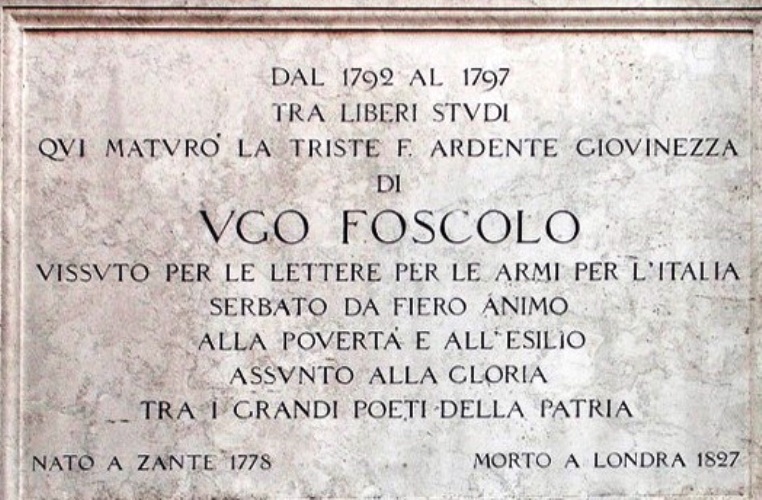 DAL 1792 AL 1797
TRA LIBERI STVDI
QVI MATVRO' LA TRISTE E ARDENTE GIOVINEZZA
DI
VGO FOSCOLO
VISSVTO PER LE LETTERE PER LE ARMI PER L'ITALIA
SERBATO DA FIERO ANIMO
ALLA POVERTÀ E ALL'ESILIO
ASSVNTO ALLA GLORIA
TRA I GRANDI POETI DELLA PATRIA
NATO A ZANTE 1778
MORTO A LONDRA 1827